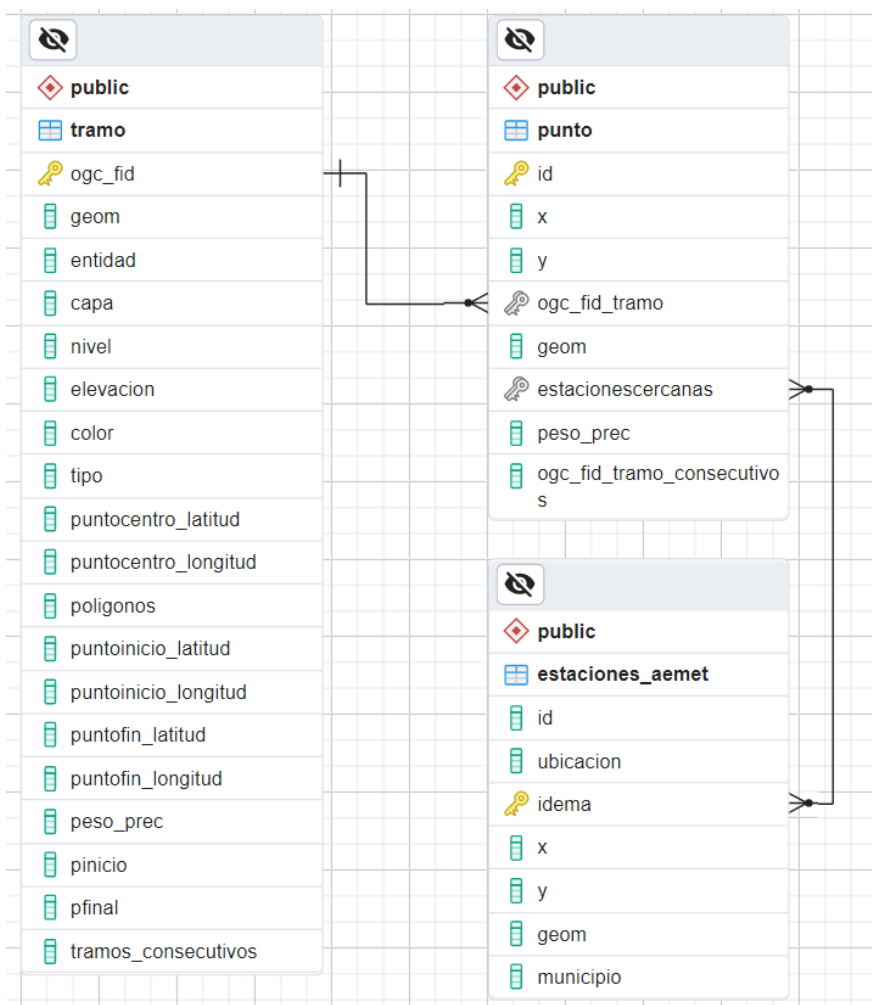 public
tramo
ogc_fid
geom
entidad
capa
nivel
elevacion
color
tipo
puntocentro_latitud
puntocentro_longitud
poligonos
puntoinicio_latitud
puntoinicio_longitud
puntofin_latitud
puntofin_longitud
peso_prec
pinicio
pfinal
tramos_consecutivos
public
punto
id
x
y
ogc_fid_tramo
geom
estacionescercanas
peso_prec
ogc_fid_tramo_consecutivo
s
public
estaciones_aemet
id
ubicacion
idema
x
y
geom
municipio